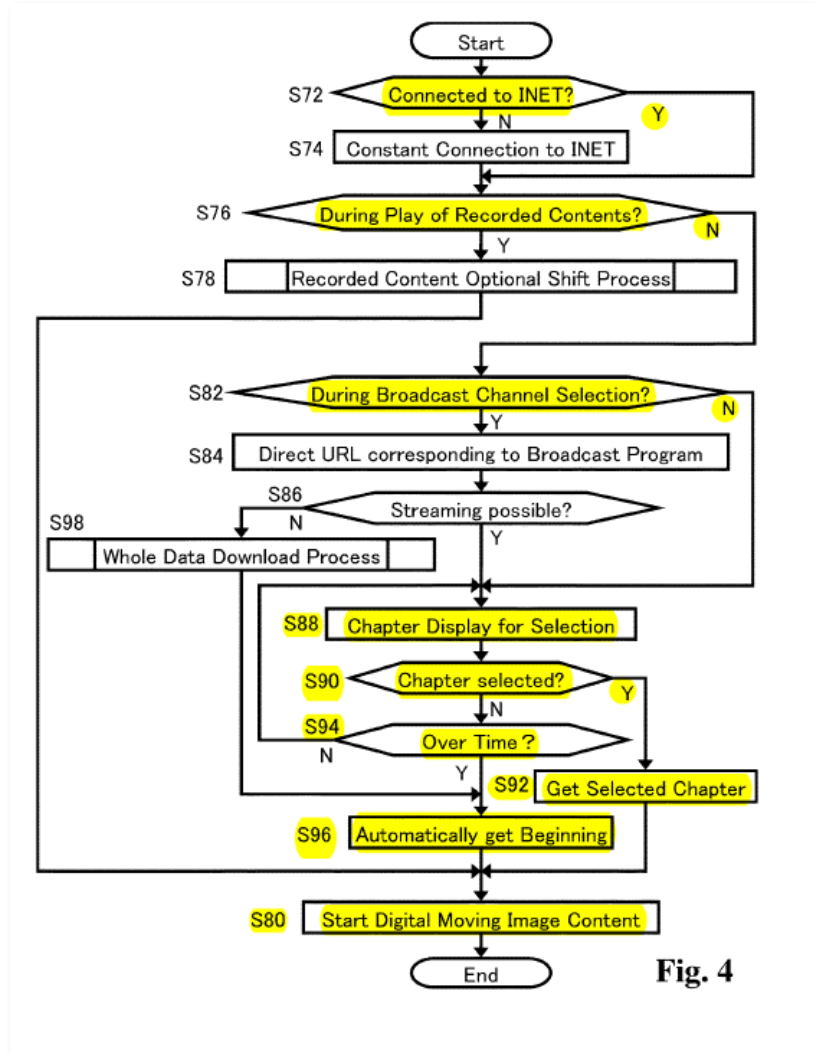 Start
S72
Connected to INET?
Y
N
S74
Constant Connection to INET
S76
During Play of Recorded Contents?
N
Y
S78
Recorded Content Optional Shift Process
S82
During Broadcast Channel Selection?
N
Y
S84
Direct URL corresponding to Broadcast Program
S86
Streaming possible?
N
Y
S98
Whole Data Download Process
S88
Chapter Display for Selection
S90
Chapter selected?
Y
N
S94
Over Time?
N
Y
S92
Get Selected Chapter
S96
Automatically get Beginning
S80
Start Digital Moving Image Content
End
Fig. 4